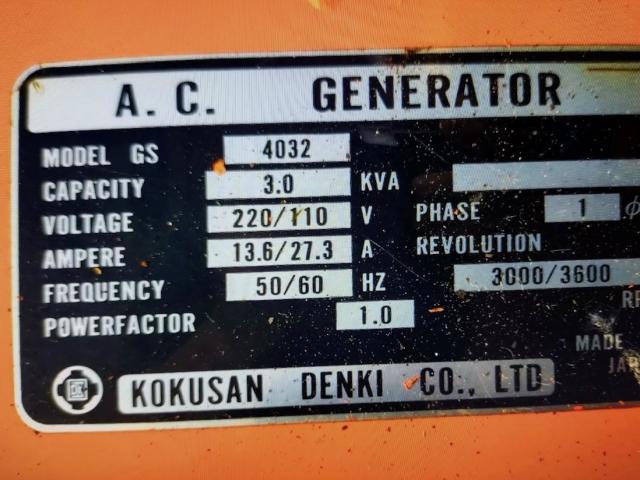 A. C. GENERATOR
MODEL GS 4032
CAPACITY 3.0 KVA
VOLTAGE 220/110 V PHASE 1 φ
AMPERE 13.6/27.3 A REVOLUTION
FREQUENCY 50/60 HZ 3000/3600
POWERFACTOR 1.0
MADE
KOKUSAN DENKI CO., LTD